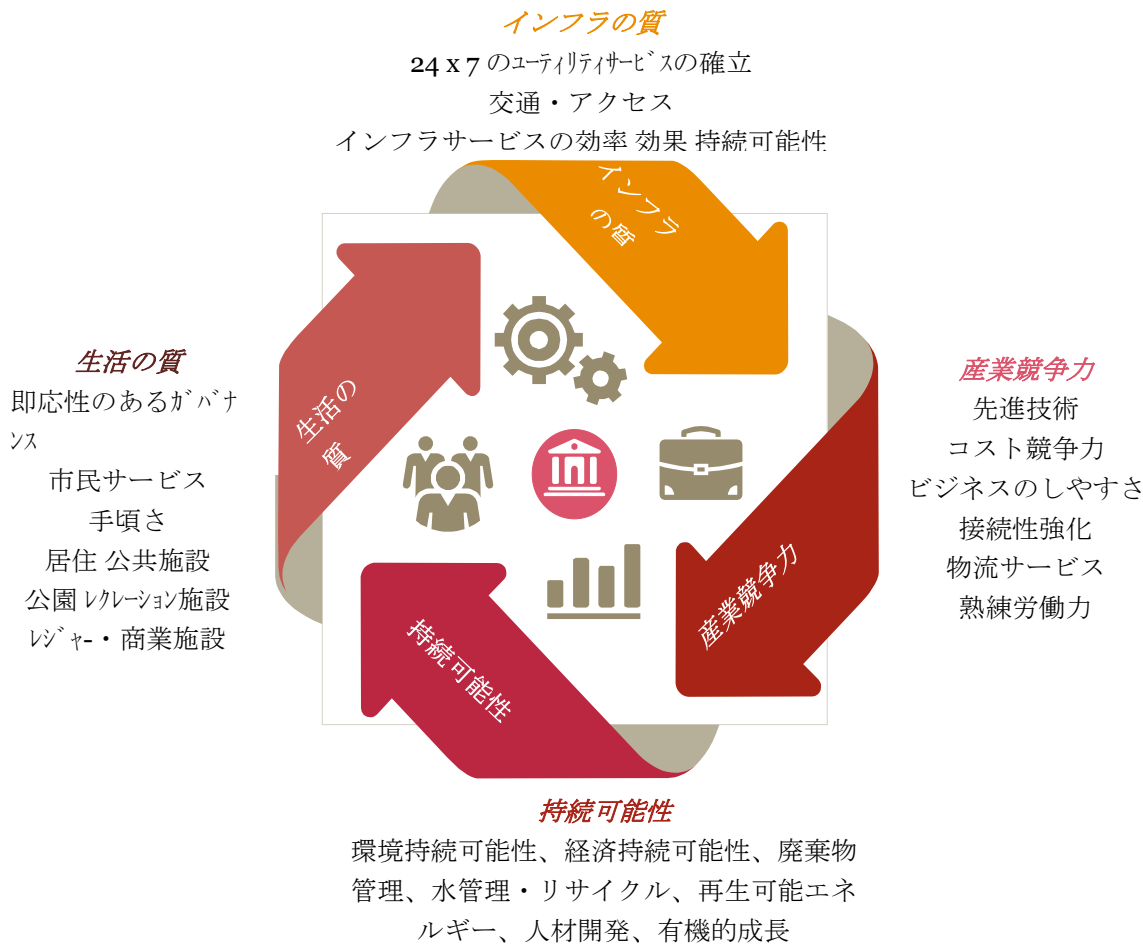 インフラの質
24 x 7 のﾕｰﾃｨﾘﾃｨｻｰﾋﾞｽの確立
交通・アクセス
インフラサービスの効率 効果 持続可能性
インフラ
の質
生活の質
即応性のあるｶﾞﾊﾞﾅ
ﾝｽ
市民サービス
手頃さ
居住 公共施設
公園 ﾚｸﾚｰｼｮﾝ施設
ﾚｼﾞｬｰ・商業施設
生活の
質
産業競争力
先進技術
コスト競争力
ビジネスのしやすさ
接続性強化
物流サービス
熟練労働力
産業競争力
持続可能性
持続可能性
環境持続可能性、経済持続可能性、廃棄物
管理、水管理・リサイクル、再生可能エネ
ルギー、人材開発、有機的成長